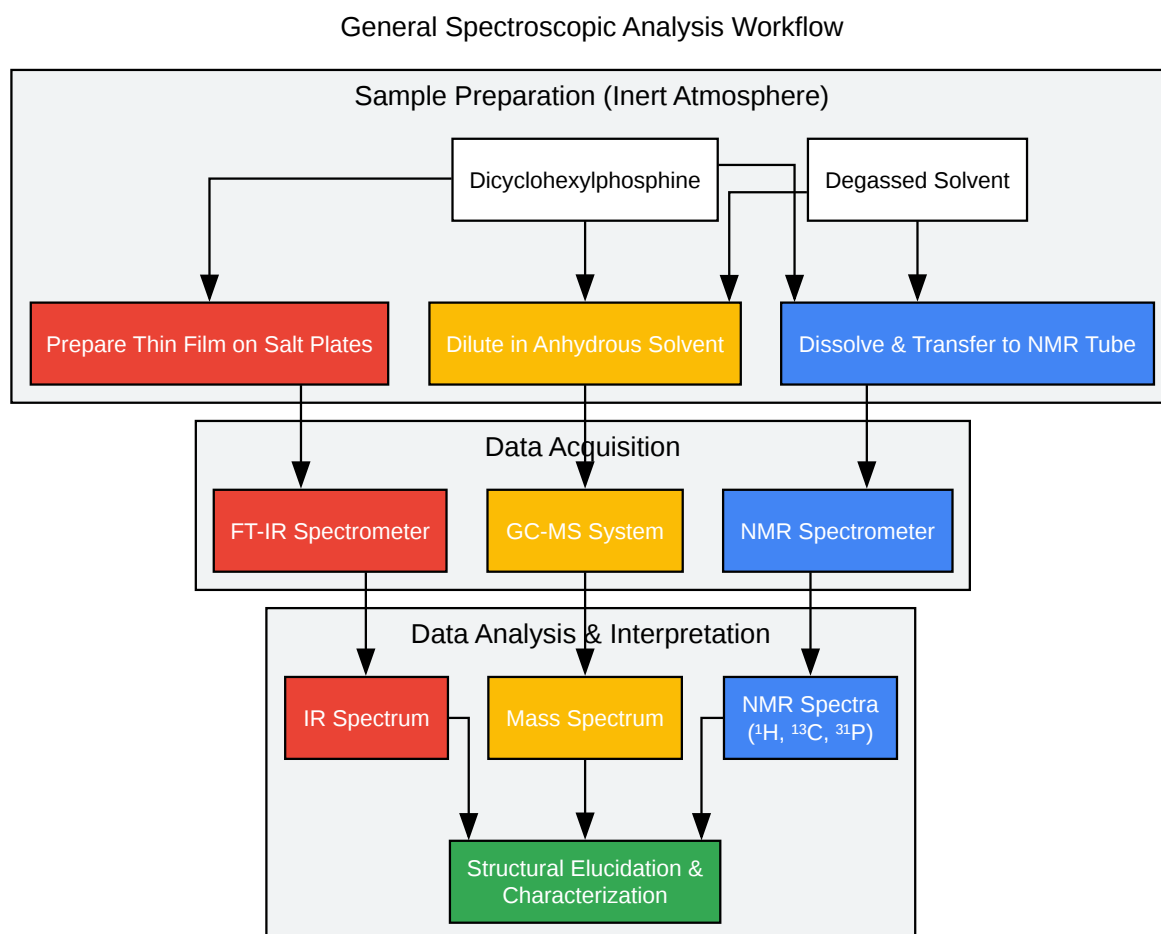 General Spectroscopic Analysis Workflow
Sample Preparation (Inert Atmosphere)
Dicyclohexylphosphine
Degassed Solvent
Prepare Thin Film on Salt Plates
Dilute in Anhydrous Solvent
Dissolve & Transfer to NMR Tube
Data Acquisition
FT-IR Spectrometer
GC-MS System
NMR Spectrometer
Data Analysis & Interpretation
IR Spectrum
Mass Spectrum
NMR Spectra
(¹H, ¹³C, ³¹P)
Structural Elucidation &
Characterization